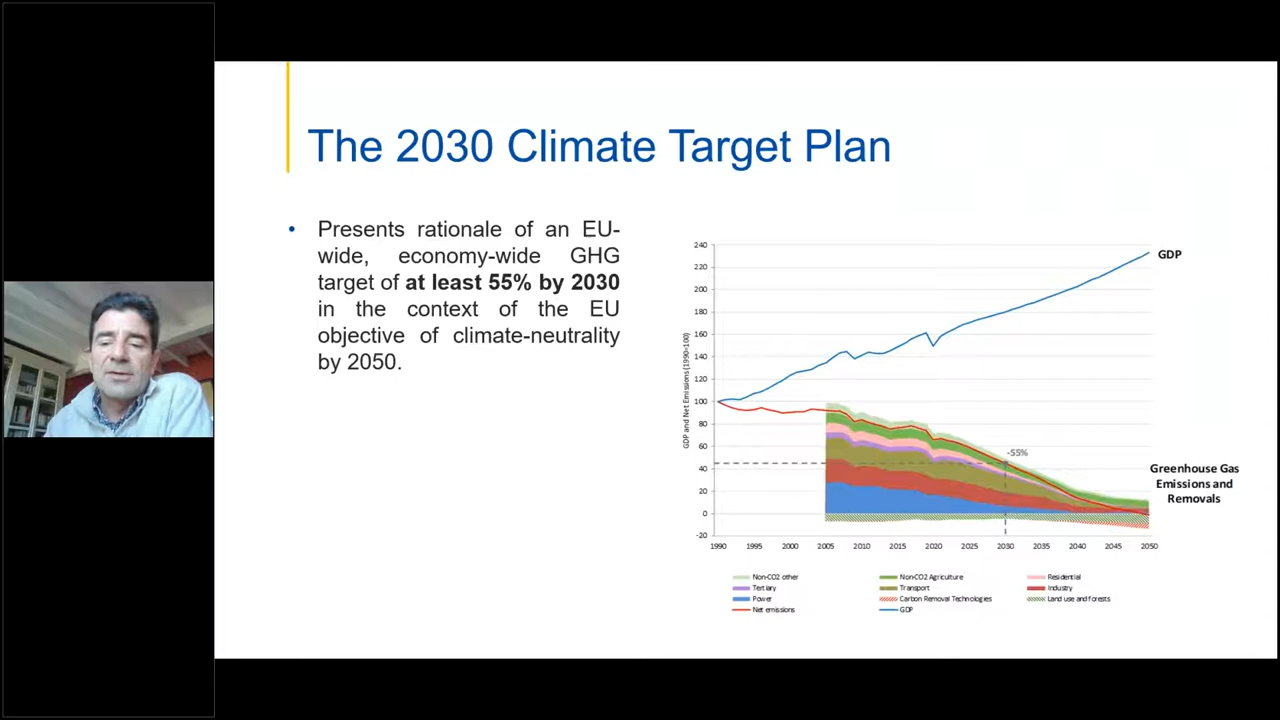 The 2030 Climate Target Plan
• Presents rationale of an EU-
wide, economy-wide GHG
target of at least 55% by 2030
in the context of the EU
objective of climate-neutrality
by 2050.
GDP and Net Emissions (1990=100)
240
220
200
180
160
140
120
100
80
60
40
20
0
-20
1990 1995 2000 2005 2010 2015 2020 2025 2030 2035 2040 2045 2050
GDP
-55%
Greenhouse Gas
Emissions and
Removals
Non-CO2 other Non-CO2 Agriculture Residential
Tertiary Transport Industry
Power Carbon Removal Technologies Land use and forests
Net emissions GDP